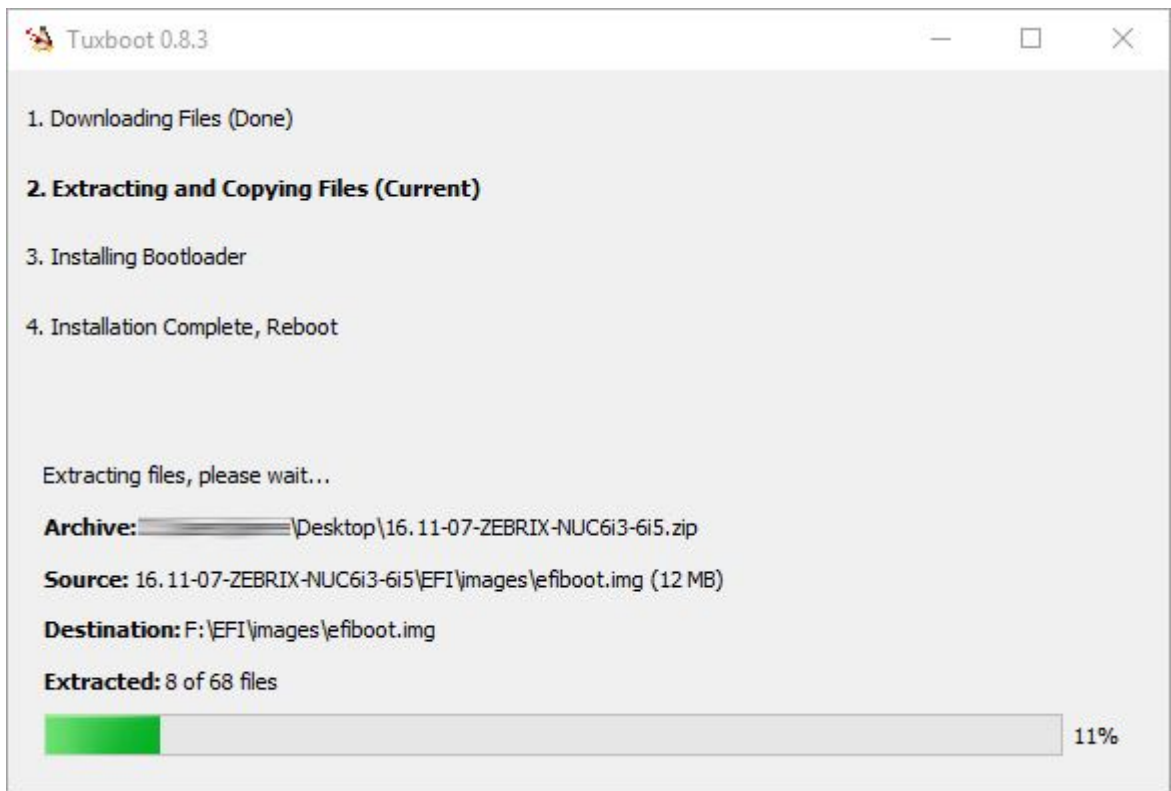 Tuxboot 0.8.3
1. Downloading Files (Done)
2. Extracting and Copying Files (Current)
3. Installing Bootloader
4. Installation Complete, Reboot
Extracting files, please wait...
Archive: \Desktop\16.11-07-ZEBRIX-NUC6i3-6i5.zip
Source: 16.11-07-ZEBRIX-NUC6i3-6i5\EFI\images\efiboot.img (12 MB)
Destination: F:\EFI\images\efiboot.img
Extracted: 8 of 68 files
11%